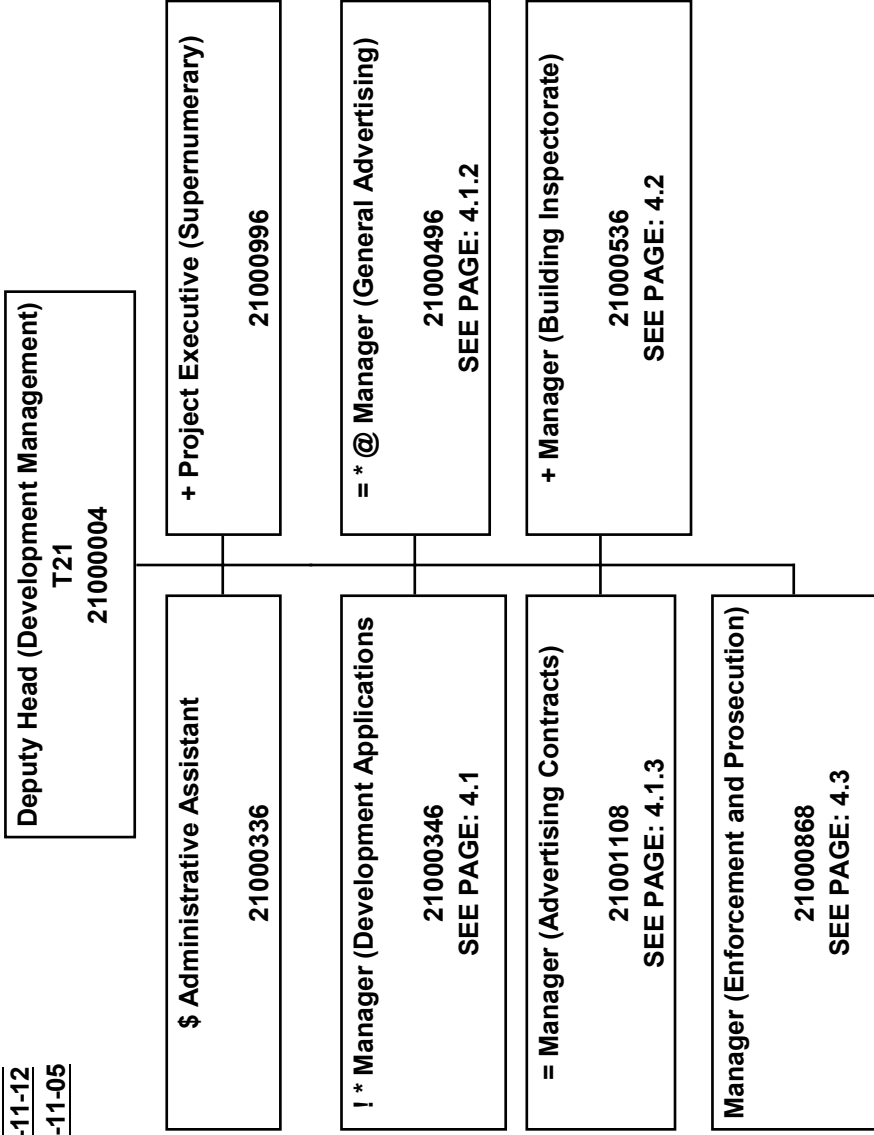 -11-12
-11-05
Deputy Head (Development Management)
T21
21000004
$ Administrative Assistant
21000336
+ Project Executive (Supernumerary)
21000996
! * Manager (Development Applications
21000346
SEE PAGE: 4.1
= * @ Manager (General Advertising)
21000496
SEE PAGE: 4.1.2
= Manager (Advertising Contracts)
21001108
SEE PAGE: 4.1.3
+ Manager (Building Inspectorate)
21000536
SEE PAGE: 4.2
Manager (Enforcement and Prosecution)
21000868
SEE PAGE: 4.3